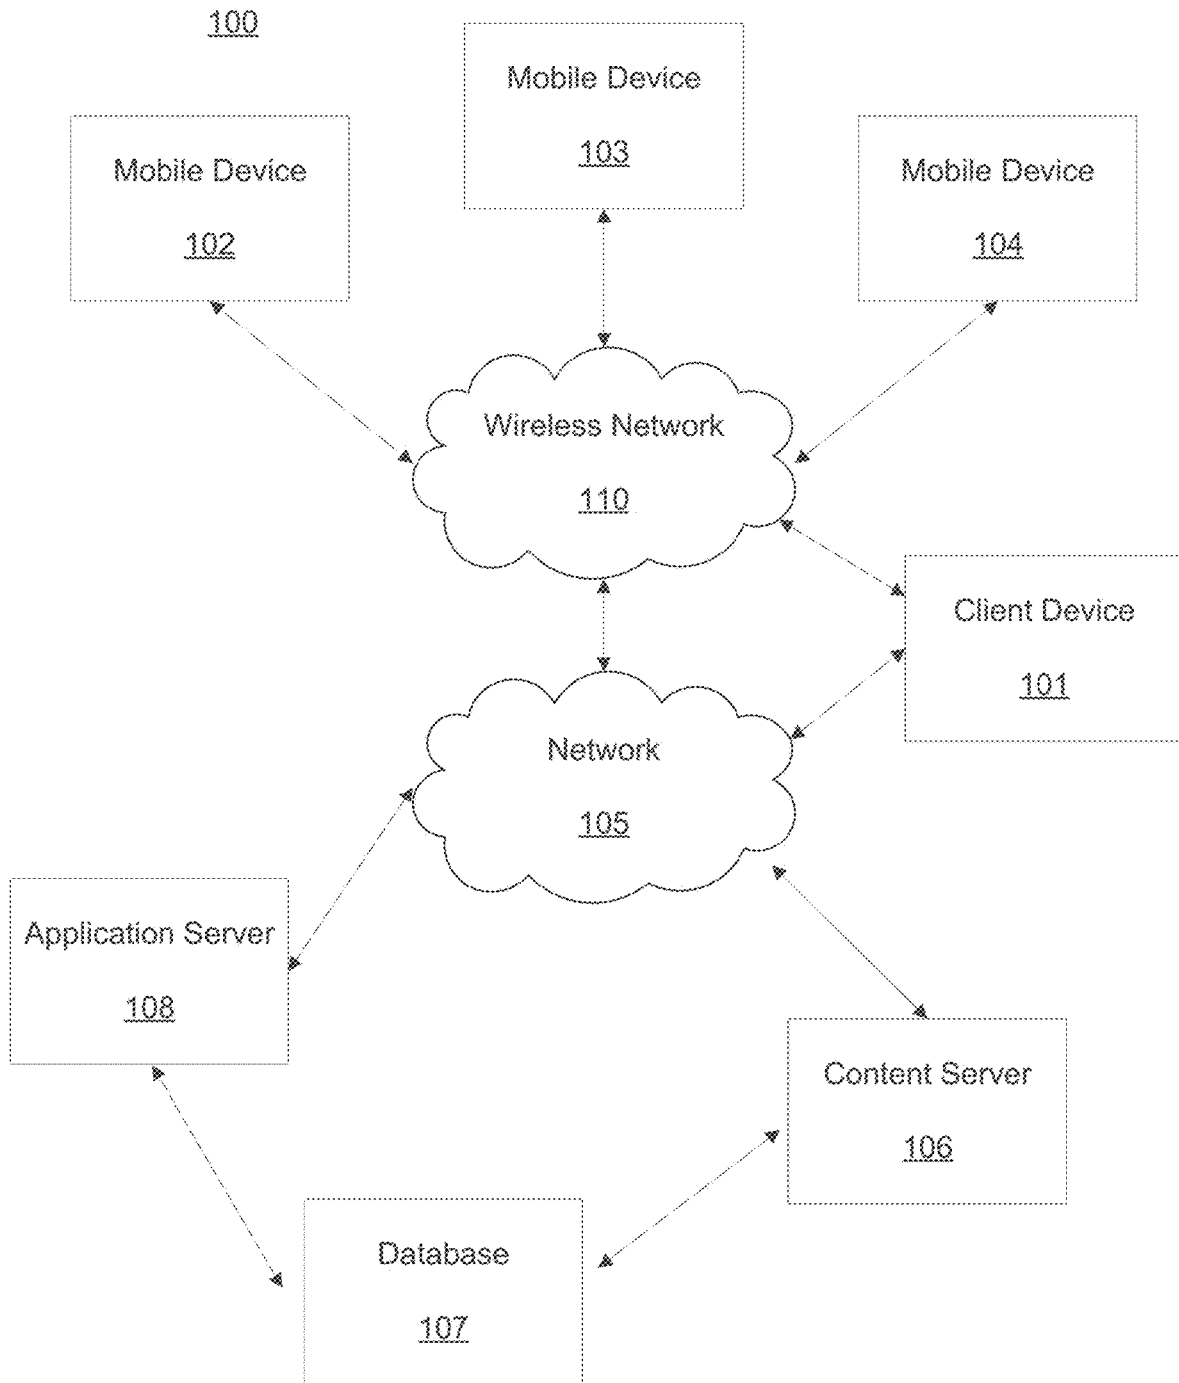 100
Mobile Device
103
Mobile Device
102
Mobile Device
104
Wireless Network
110
Client Device
101
Network
105
Application Server
108
Content Server
106
Database
107